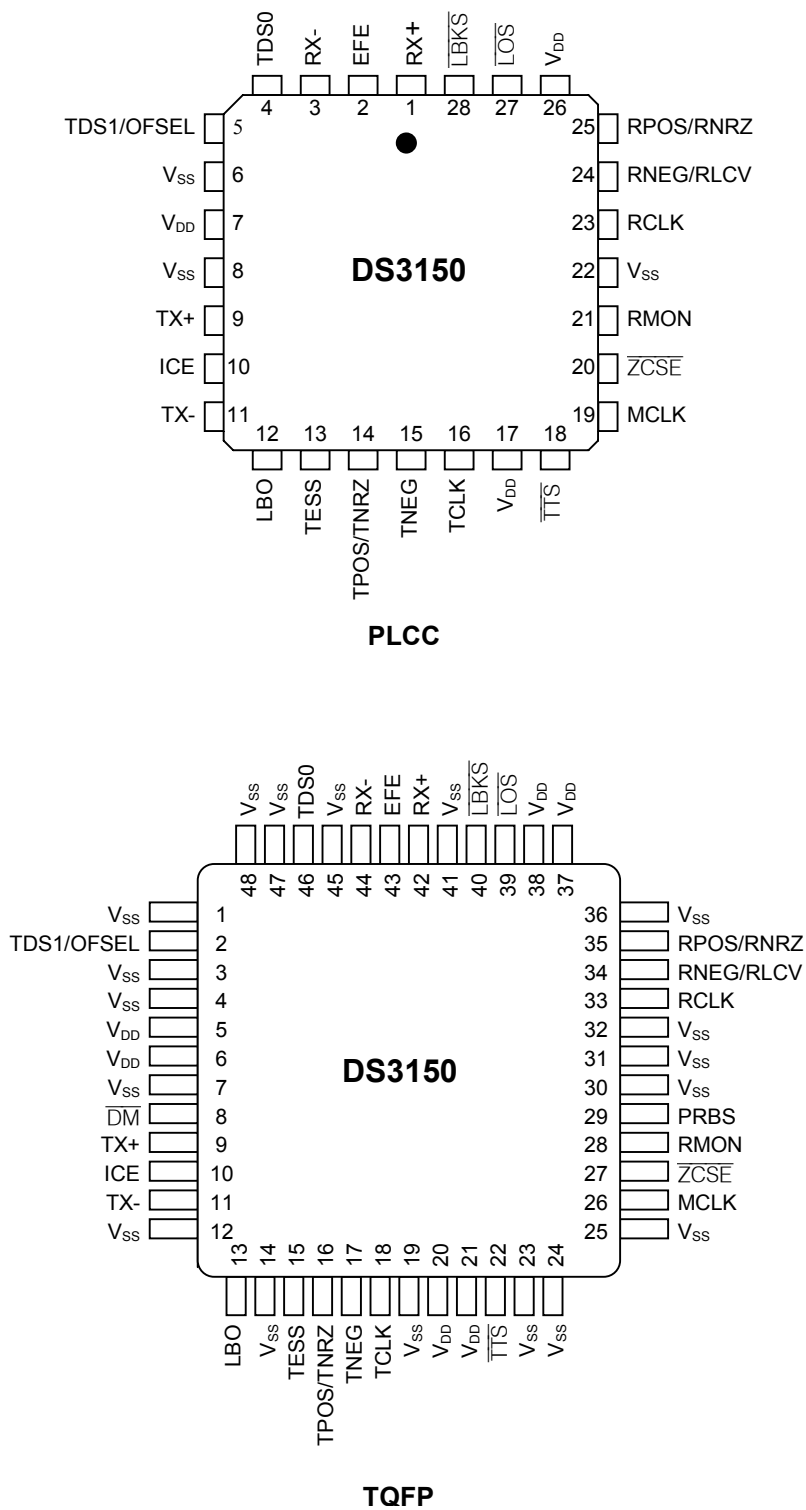 TDS0
RX-
EFE
RX+
LBKS
LOS
VDD
4
3
2
1
28
27
26
TDS1/OFSEL 5
VSS 6
VDD 7
VSS 8
TX+ 9
ICE 10
TX- 11
DS3150
25 RPOS/RNRZ
24 RNEG/RLCV
23 RCLK
22 VSS
21 RMON
20 ZCSE
19 MCLK
12
13
14
15
16
17
18
LBO
TESS
TPOS/TNRZ
TNEG
TCLK
VDD
TTS
PLCC
VSS
VSS
TDS0
VSS
RX-
EFE
RX+
VSS
LBKS
LOS
VDD
VDD
48
47
46
45
44
43
42
41
40
39
38
37
VSS 1
TDS1/OFSEL 2
VSS 3
VSS 4
VDD 5
VDD 6
VSS 7
DM 8
TX+ 9
ICE 10
TX- 11
VSS 12
DS3150
36 VSS
35 RPOS/RNRZ
34 RNEG/RLCV
33 RCLK
32 VSS
31 VSS
30 VSS
29 PRBS
28 RMON
27 ZCSE
26 MCLK
25 VSS
13
14
15
16
17
18
19
20
21
22
23
24
LBO
VSS
TESS
TPOS/TNRZ
TNEG
TCLK
VSS
VDD
VDD
TTS
VSS
VSS
TQFP